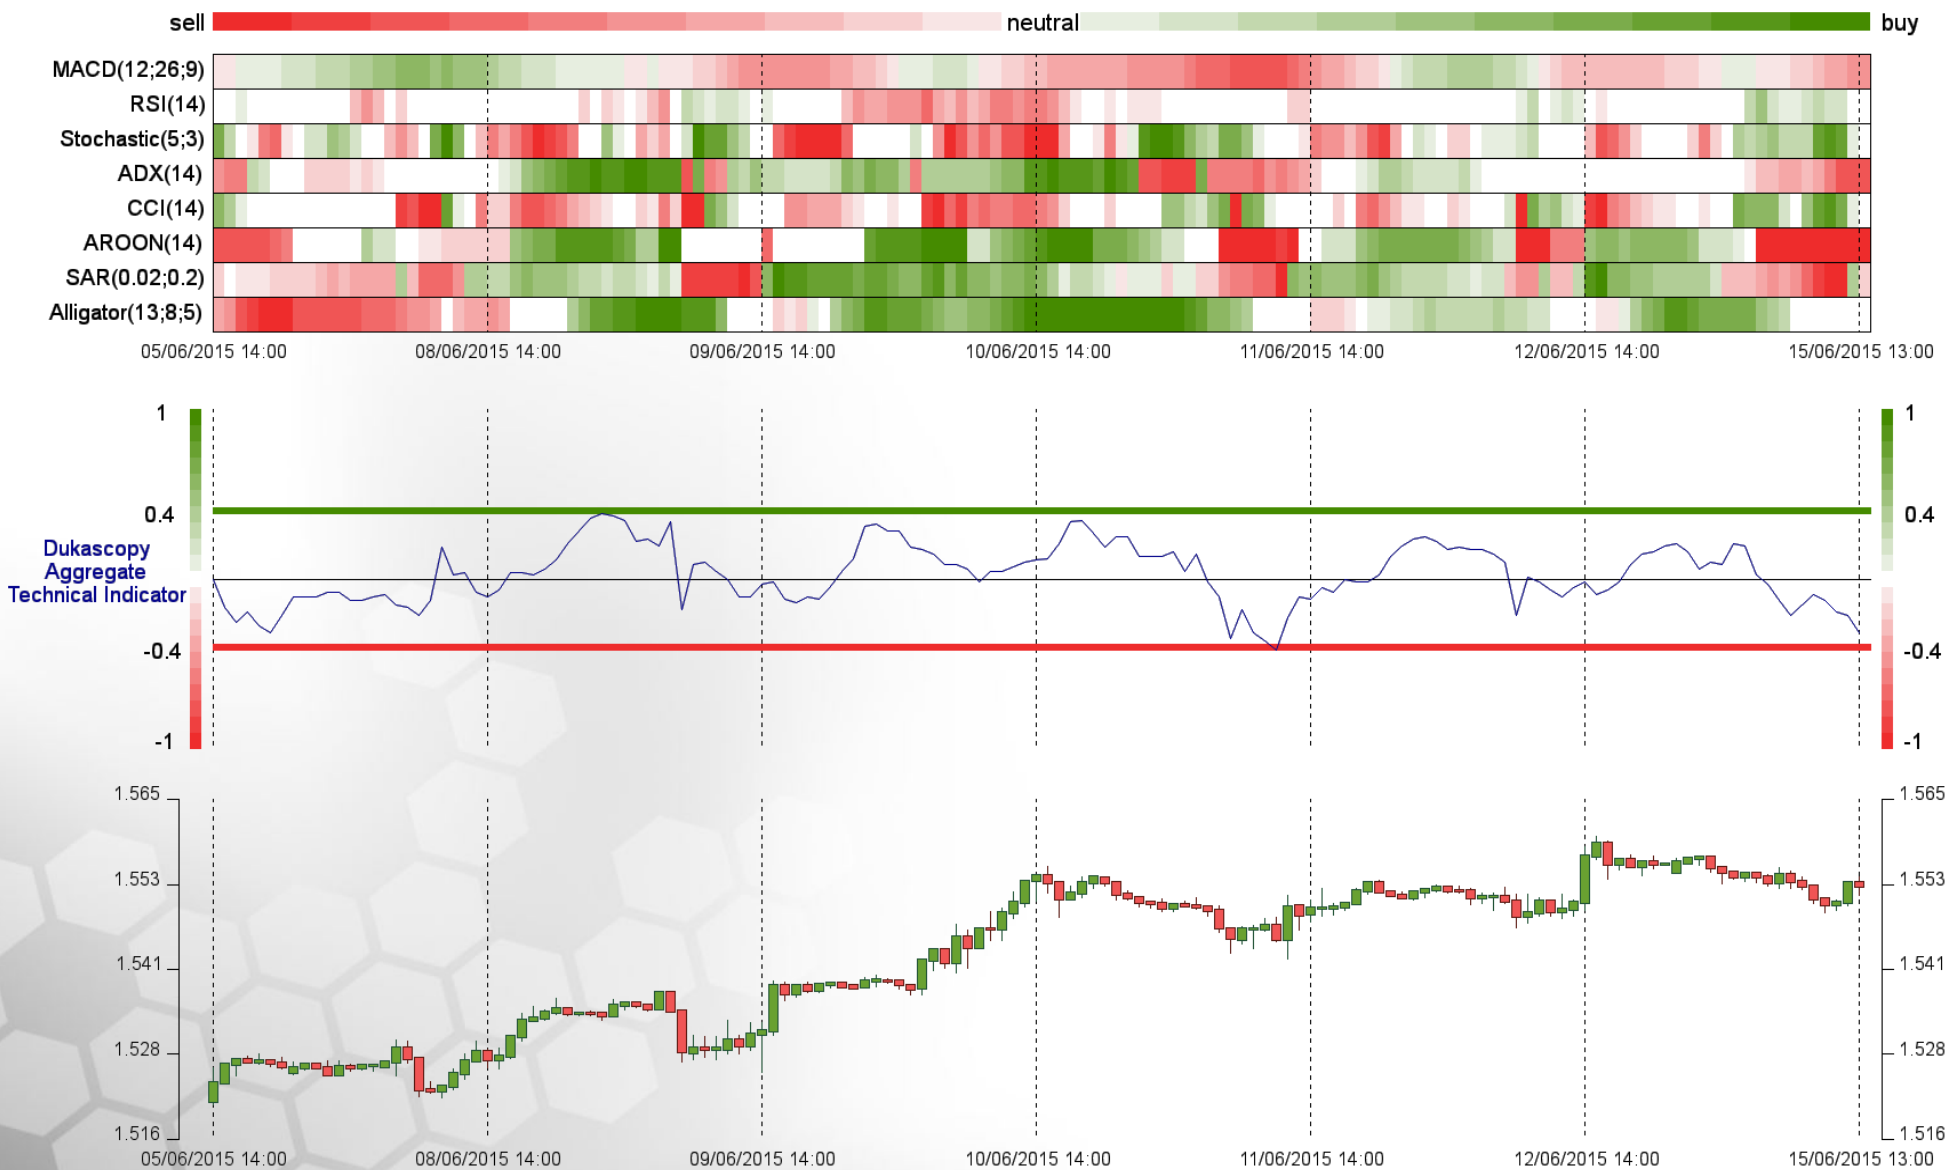 sell neutral buy
MACD(12;26;9)
RSI(14)
Stochastic(5;3)
ADX(14)
CCI(14)
AROON(14)
SAR(0.02;0.2)
Alligator(13;8;5)
05/06/2015 14:00 08/06/2015 14:00 09/06/2015 14:00 10/06/2015 14:00 11/06/2015 14:00 12/06/2015 14:00 15/06/2015 13:00
1 1
0.4 0.4
Dukascopy
Aggregate
Technical Indicator
-0.4 -0.4
-1 -1
1.565 1.565
1.553 1.553
1.541 1.541
1.528 1.528
1.516 1.516
05/06/2015 14:00 08/06/2015 14:00 09/06/2015 14:00 10/06/2015 14:00 11/06/2015 14:00 12/06/2015 14:00 15/06/2015 13:00